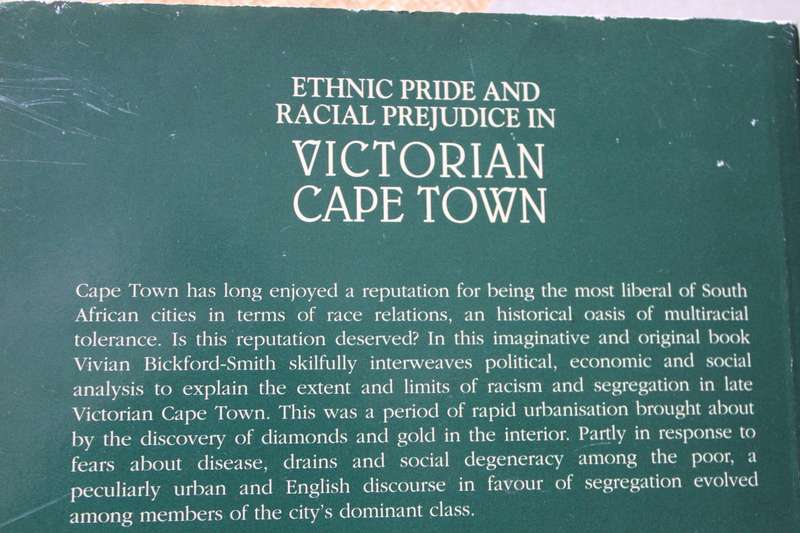 ETHNIC PRIDE AND
RACIAL PREJUDICE IN
VICTORIAN
CAPE TOWN
Cape Town has long enjoyed a reputation for being the most liberal of South
African cities in terms of race relations, an historical oasis of multiracial
tolerance. Is this reputation deserved? In this imaginative and original book
Vivian Bickford-Smith skilfully interweaves political, economic and social
analysis to explain the extent and limits of racism and segregation in late
Victorian Cape Town. This was a period of rapid urbanisation brought about
by the discovery of diamonds and gold in the interior. Partly in response to
fears about disease, drains and social degeneracy among the poor, a
peculiarly urban and English discourse in favour of segregation evolved
among members of the city's dominant class.